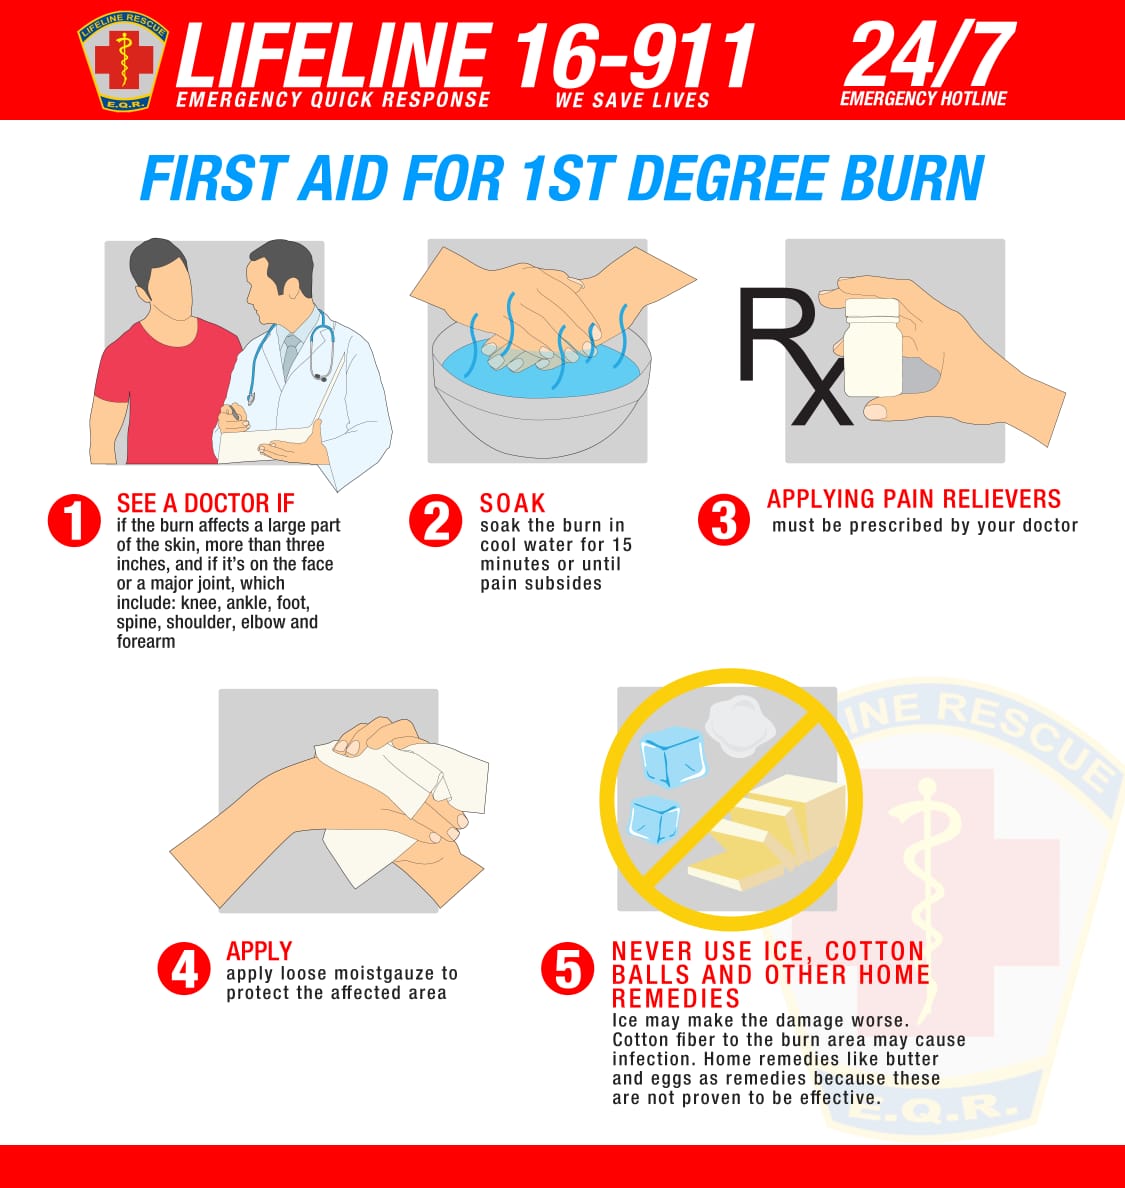 LIFELINE RESCUE
E.Q.R.
LIFELINE 16-911
EMERGENCY QUICK RESPONSE
WE SAVE LIVES
24/7
EMERGENCY HOTLINE
FIRST AID FOR 1ST DEGREE BURN
Rx
1
SEE A DOCTOR IF
if the burn affects a large part
of the skin, more than three
inches, and if it's on the face
or a major joint, which
include: knee, ankle, foot,
spine, shoulder, elbow and
forearm
2
SOAK
soak the burn in
cool water for 15
minutes or until
pain subsides
3
APPLYING PAIN RELIEVERS
must be prescribed by your doctor
4
APPLY
apply loose moistgauze to
protect the affected area
5
NEVER USE ICE, COTTON
BALLS AND OTHER HOME
REMEDIES
Ice may make the damage worse.
Cotton fiber to the burn area may cause
infection. Home remedies like butter
and eggs as remedies because these
are not proven to be effective.
INE RESCUE
E.Q.R.